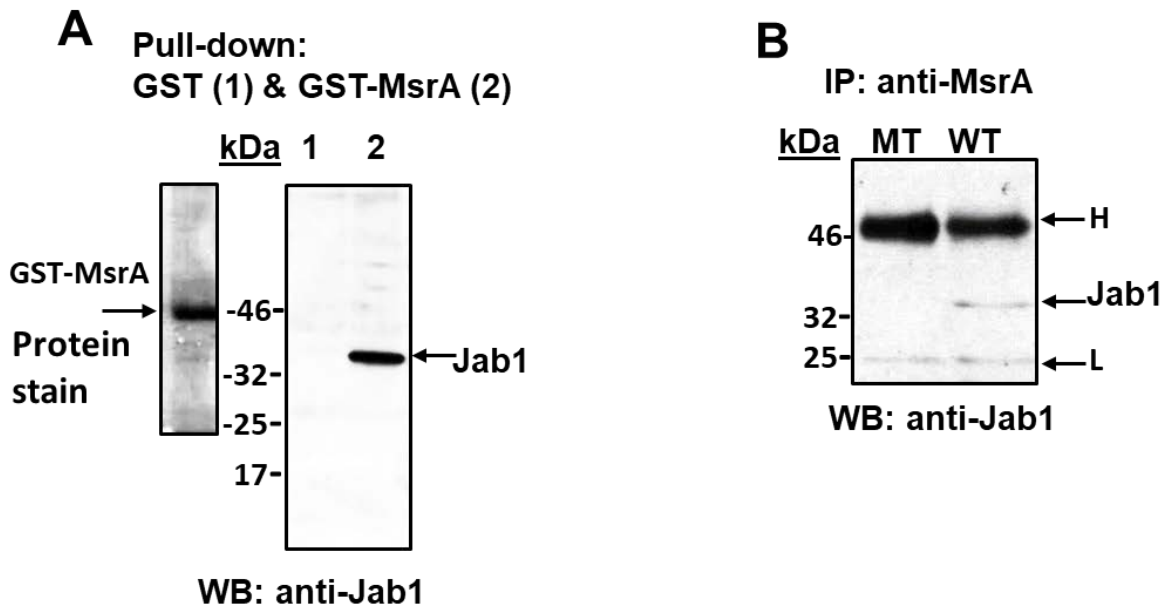 A
Pull-down:
GST (1) & GST-MsrA (2)
kDa 1 2
GST-MsrA
Protein
stain
-46-
-32-
-25-
17-
Jab1
WB: anti-Jab1
B
IP: anti-MsrA
kDa MT WT
46-
32-
25-
H
Jab1
L
WB: anti-Jab1